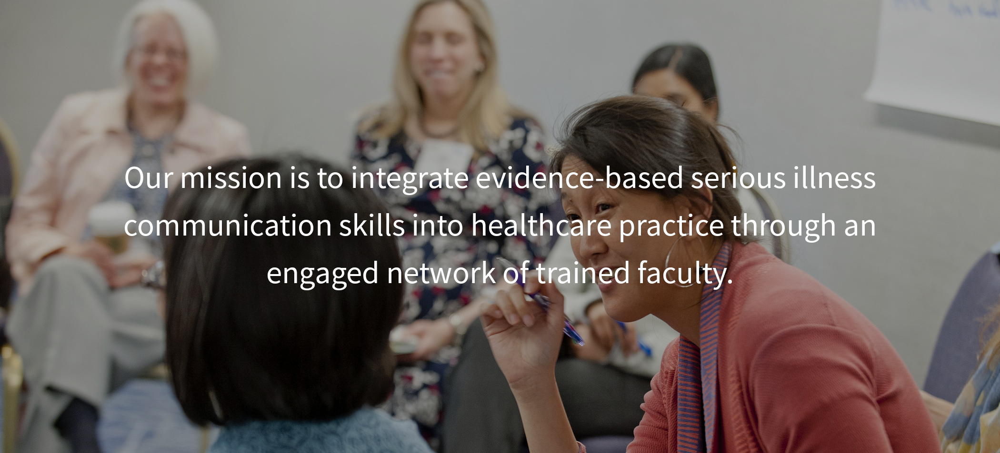 Our mission is to integrate evidence-based serious illness
communication skills into healthcare practice through an
engaged network of trained faculty.